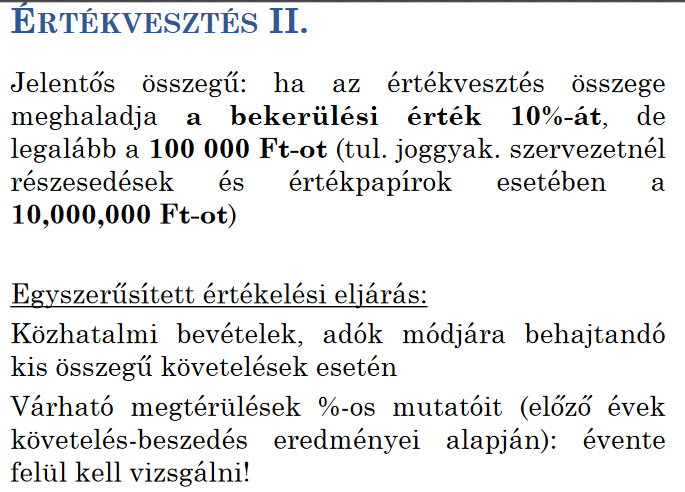 ÉRTÉKVESZTÉS II.
Jelentős összegű: ha az értékvesztés összege
meghaladja a bekerülési érték 10%-át, de
legalább a 100 000 Ft-ot (tul. joggyak. szervezetnél
részesedések és értékpapírok esetében a
10,000,000 Ft-ot)
Egyszerűsített értékelési eljárás:
Közhatalmi bevételek, adók módjára behajtandó
kis összegű követelések esetén
Várható megtérülések %-os mutatóit (előző évek
követelés-beszedés eredményei alapján): évente
felül kell vizsgálni!